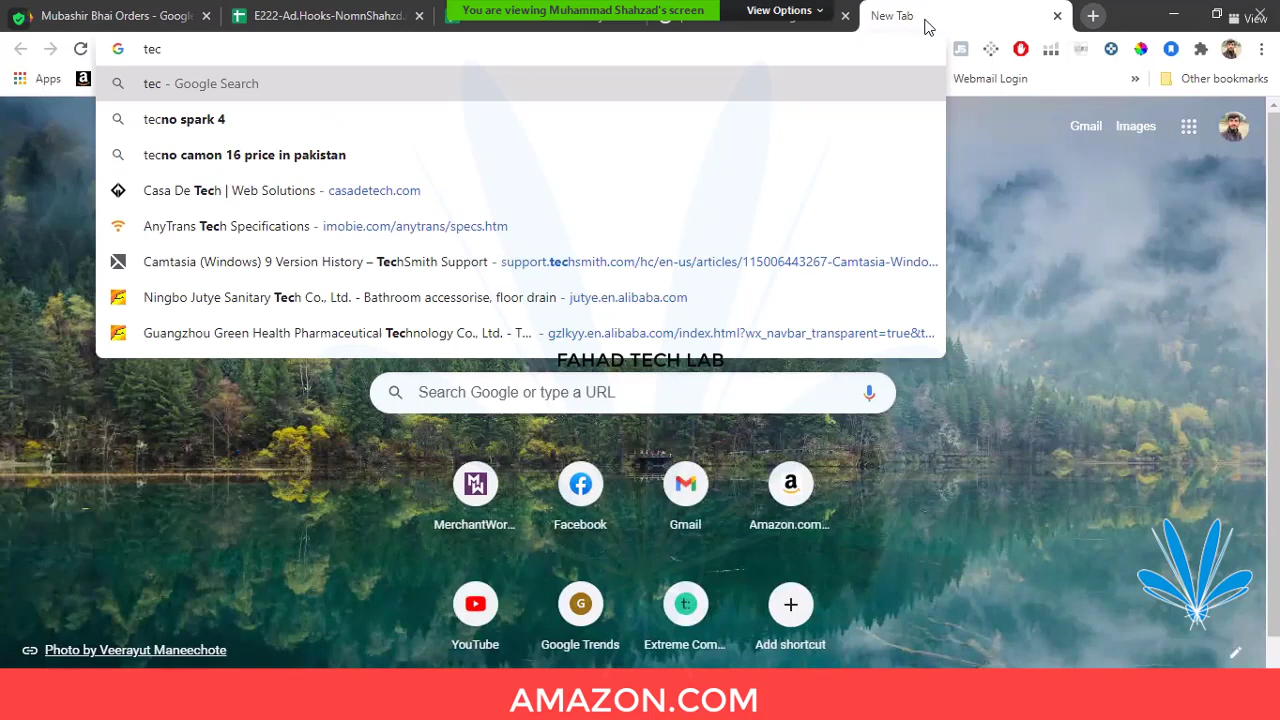 Mubashir Bhai Orders - Google
E222-Ad.Hooks-NomnShahzd.
You are viewing Muhammad Shahzad's screen
View Options
New Tab
View
tec
Apps
Webmail Login
»
Other bookmarks
tec - Google Search
tecno spark 4
tecno camon 16 price in pakistan
Casa De Tech | Web Solutions - casadetech.com
AnyTrans Tech Specifications - imobie.com/anytrans/specs.htm
Camtasia (Windows) 9 Version History – TechSmith Support - support.techsmith.com/hc/en-us/articles/115006443267-Camtasia-Windo...
Ningbo Jutye Sanitary Tech Co., Ltd. - Bathroom accessorise, floor drain - jutye.en.alibaba.com
Guangzhou Green Health Pharmaceutical Technology Co., Ltd. - T... - gzlkyy.en.alibaba.com/index.html?wx_navbar_transparent=true&t...
Gmail
Images
FAHAD TECH LAB
Search Google or type a URL
MerchantWor...
Facebook
Gmail
Amazon.com...
YouTube
Google Trends
Extreme Com...
Add shortcut
Photo by Veerayut Maneechote
AMAZON.COM